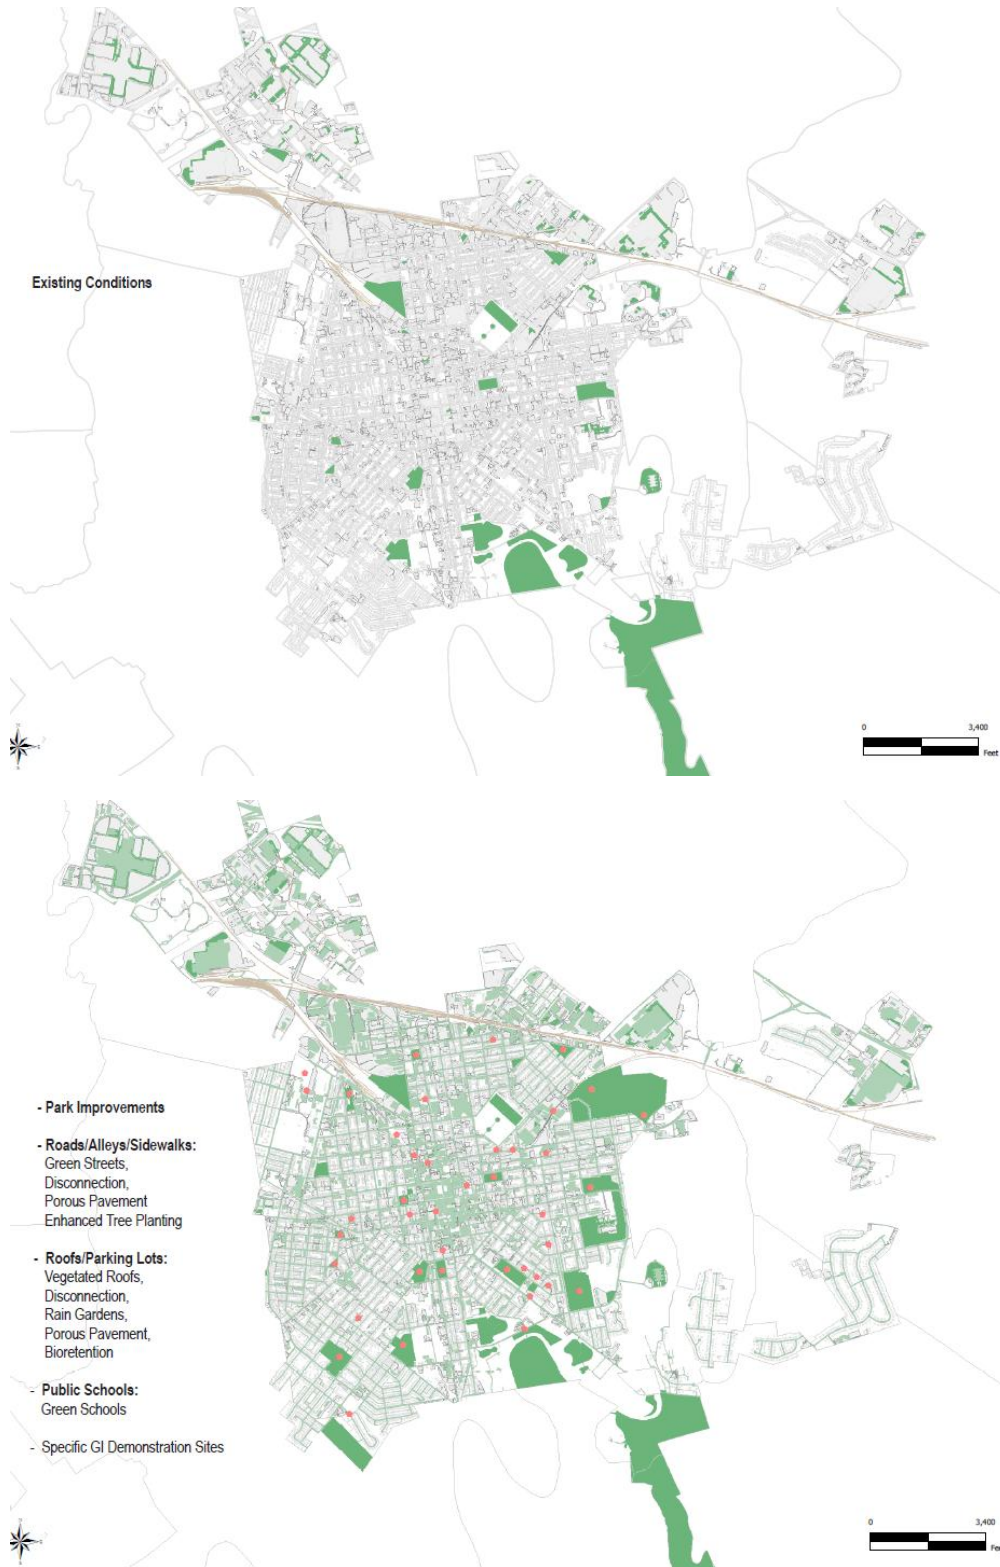 Existing Conditions
0 3,400
Feet
- Park Improvements
- Roads/Alleys/Sidewalks:
Green Streets,
Disconnection,
Porous Pavement
Enhanced Tree Planting
- Roofs/Parking Lots:
Vegetated Roofs,
Disconnection,
Rain Gardens,
Porous Pavement,
Bioretention
- Public Schools:
Green Schools
- Specific GI Demonstration Sites
0 3,400
Fe